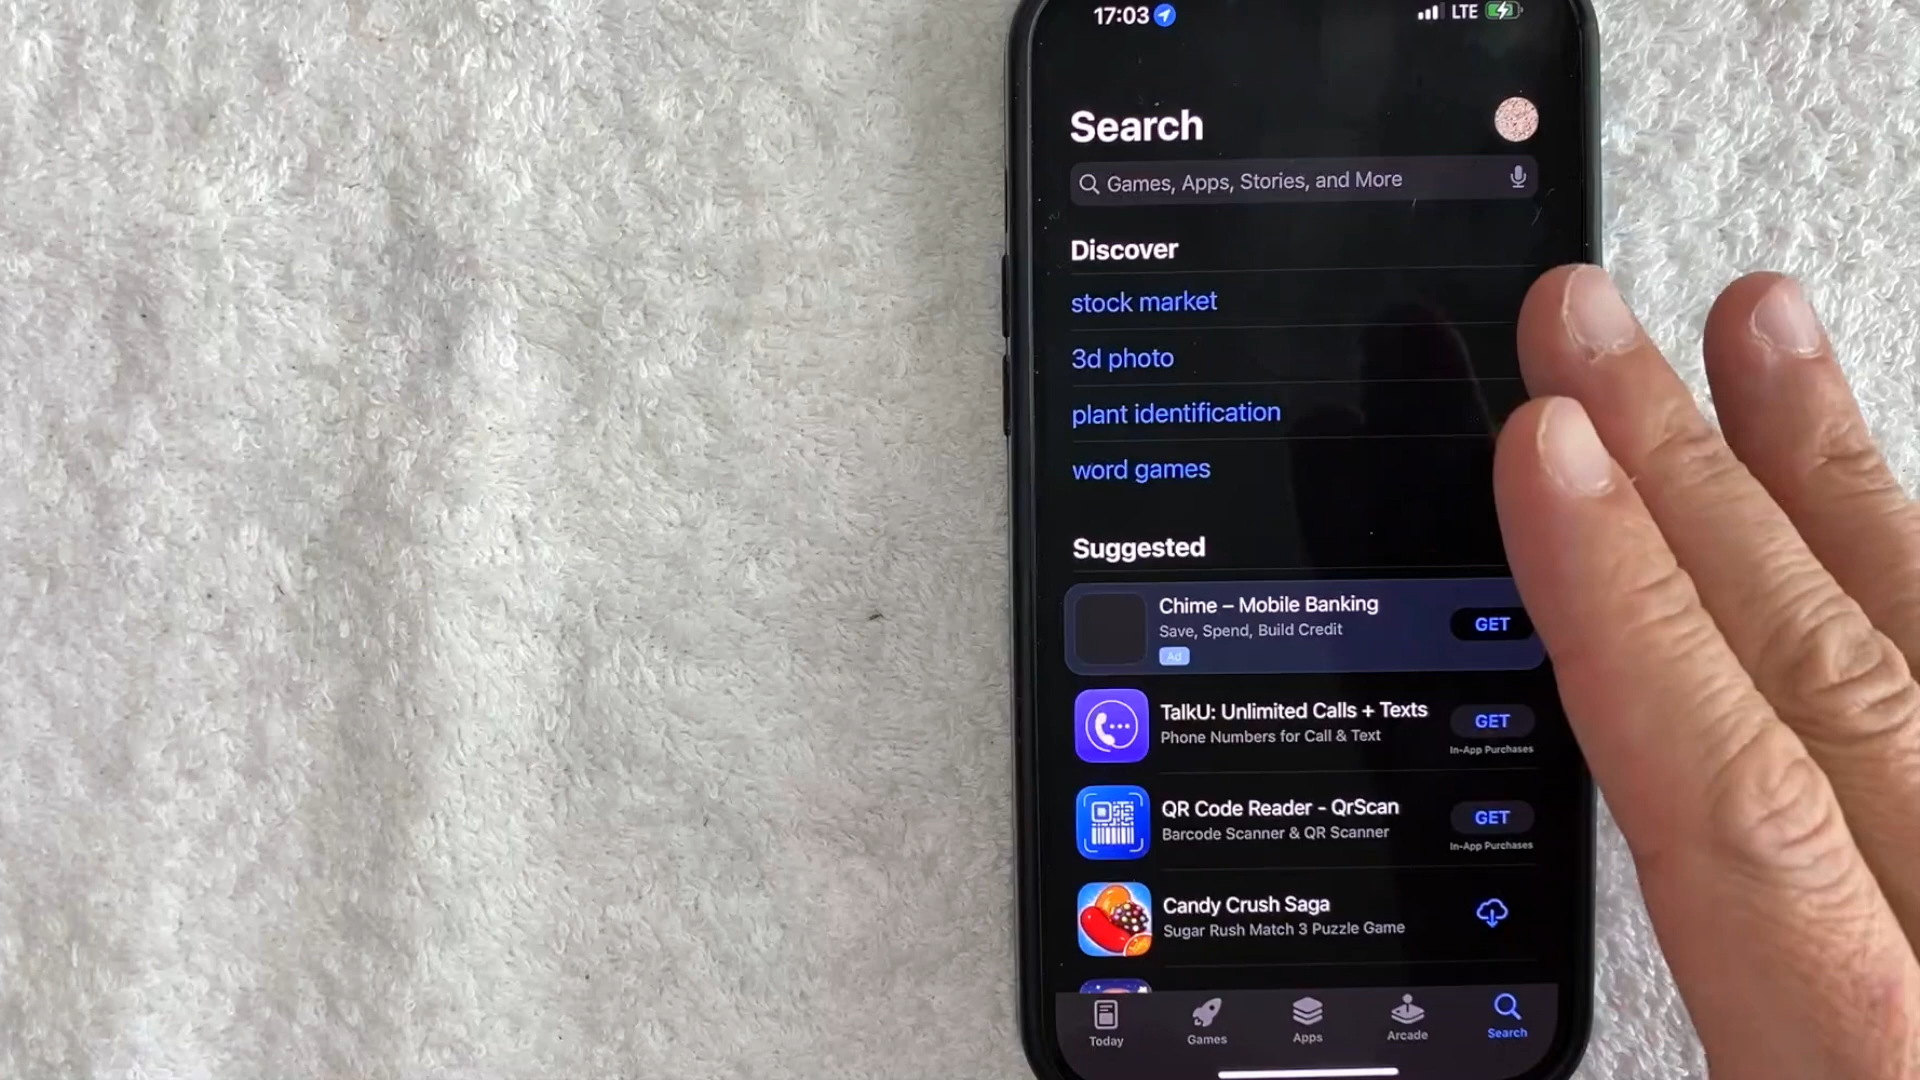 17:03
LTE
Search
Games, Apps, Stories, and More
Discover
stock market
3d photo
plant identification
word games
Suggested
Chime – Mobile Banking
Save, Spend, Build Credit
Ad
GET
TalkU: Unlimited Calls + Texts
Phone Numbers for Call & Text
GET
In-App Purchases
QR Code Reader - QrScan
Barcode Scanner & QR Scanner
GET
In-App Purchases
Candy Crush Saga
Sugar Rush Match 3 Puzzle Game
Today
Games
Apps
Arcade
Search